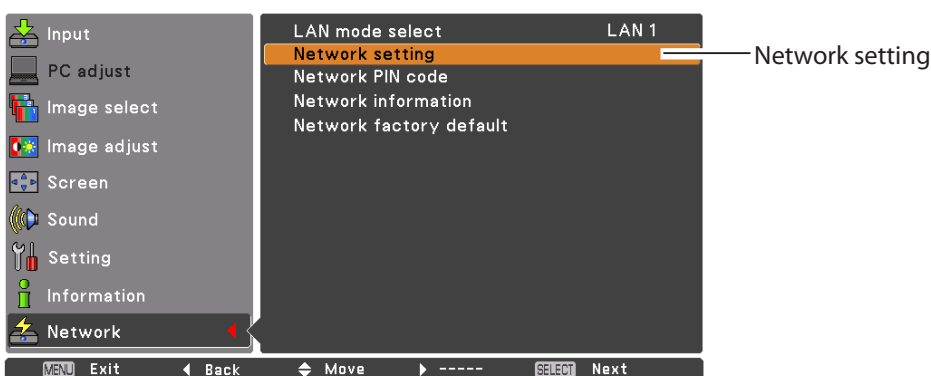 Input
PC adjust
Image select
Image adjust
Screen
Sound
Setting
Information
Network
LAN mode select LAN 1
Network setting
Network PIN code
Network information
Network factory default
Network setting
MENU Exit Back Move ----- SELECT Next